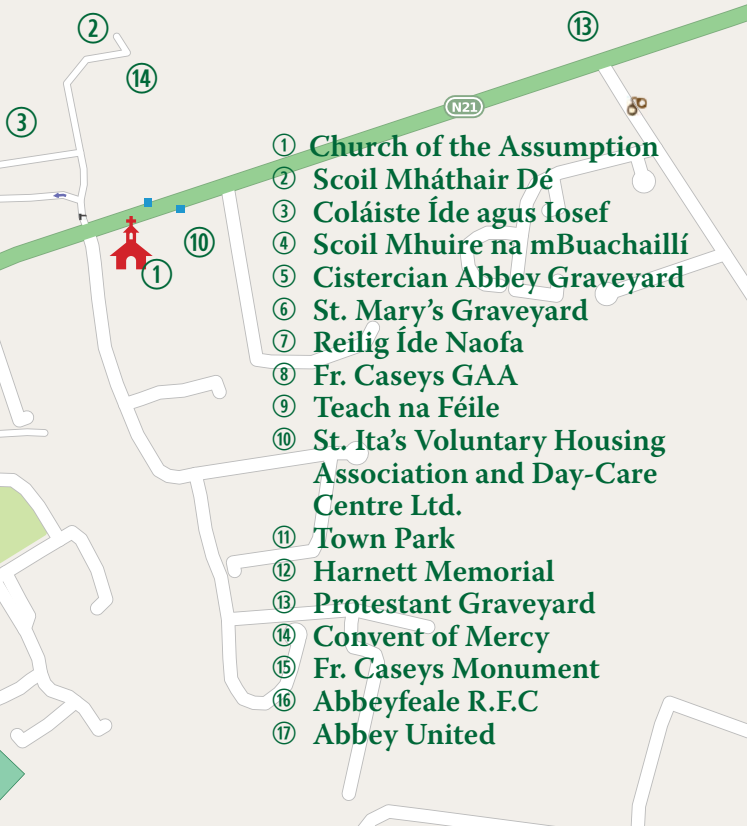 ②
⑬
⑭
③
N21
① Church of the Assumption
② Scoil Mháthair Dé
③ Coláiste Íde agus Iosef
④ Scoil Mhuire na mBuachaillí
⑤ Cistercian Abbey Graveyard
⑥ St. Mary’s Graveyard
⑦ Reilig Íde Naofa
⑧ Fr. Caseys GAA
⑨ Teach na Féile
⑩ St. Ita’s Voluntary Housing
Association and Day-Care
Centre Ltd.
⑪ Town Park
⑫ Harnett Memorial
⑬ Protestant Graveyard
⑭ Convent of Mercy
⑮ Fr. Caseys Monument
⑯ Abbeyfeale R.F.C
⑰ Abbey United
⑩
①